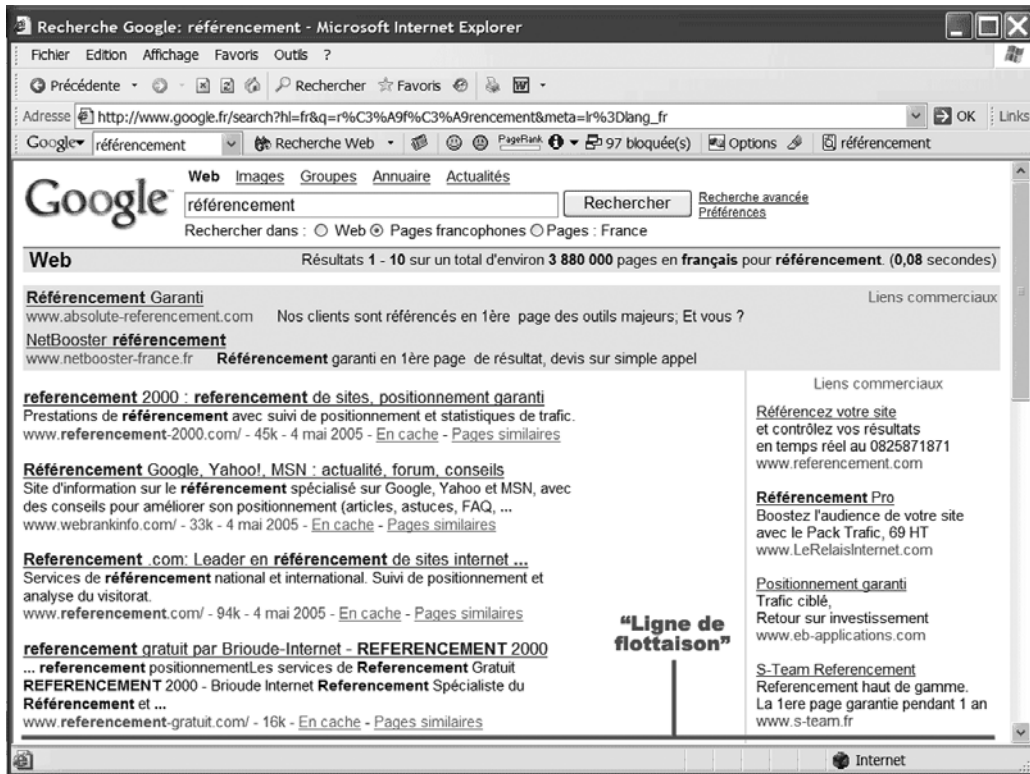 Recherche Google: référencement - Microsoft Internet Explorer
Fichier Edition Affichage Favoris Outils ?
Précédente Rechercher Favoris
Adresse http://www.google.fr/search?hl=fr&q=r%C3%A9f%C3%A9rencement&meta=lr%3Dlang_fr OK Links
Google référencement Recherche Web PageRank 97 bloquée(s) Options référencement
Web Images Groupes Annuaire Actualités
Google référencement Rechercher Recherche avancée
Préférences
Rechercher dans : Web Pages francophones Pages : France
Web Résultats 1 - 10 sur un total d'environ 3 880 000 pages en français pour référencement. (0,08 secondes)
Référencement Garanti Liens commerciaux
www.absolute-referencement.com Nos clients sont référencés en 1ère page des outils majeurs; Et vous ?
NetBooster référencement
www.netbooster-france.fr Référencement garanti en 1ère page de résultat, devis sur simple appel
referencement 2000 : referencement de sites, positionnement garanti
Prestations de référencement avec suivi de positionnement et statistiques de trafic.
www.referencement-2000.com/ - 45k - 4 mai 2005 - En cache - Pages similaires
Référencement Google, Yahoo!, MSN : actualité, forum, conseils
Site d'information sur le référencement spécialisé sur Google, Yahoo et MSN, avec
des conseils pour améliorer son positionnement (articles, astuces, FAQ, ...
www.webrankinfo.com/ - 33k - 4 mai 2005 - En cache - Pages similaires
Referencement .com: Leader en référencement de sites internet ...
Services de référencement national et international. Suivi de positionnement et
analyse du visitorat.
www.referencement.com/ - 94k - 4 mai 2005 - En cache - Pages similaires
referencement gratuit par Brioude-Internet - REFERENCEMENT 2000
... referencement positionnementLes services de Referencement Gratuit
REFERENCEMENT 2000 - Brioude Internet Referencement Spécialiste du
Référencement et ...
www.referencement-gratuit.com/ - 16k - En cache - Pages similaires
“Ligne de
flottaison”
Liens commerciaux
Référencez votre site
et contrôlez vos résultats
en temps réel au 0825871871
www.referencement.com
Référencement Pro
Boostez l'audience de votre site
avec le Pack Trafic, 69 HT
www.LeRelaisInternet.com
Positionnement garanti
Trafic ciblé,
Retour sur investissement
www.eb-applications.com
S-Team Referencement
Referencement haut de gamme.
La 1ere page garantie pendant 1 an
www.s-team.fr
Internet